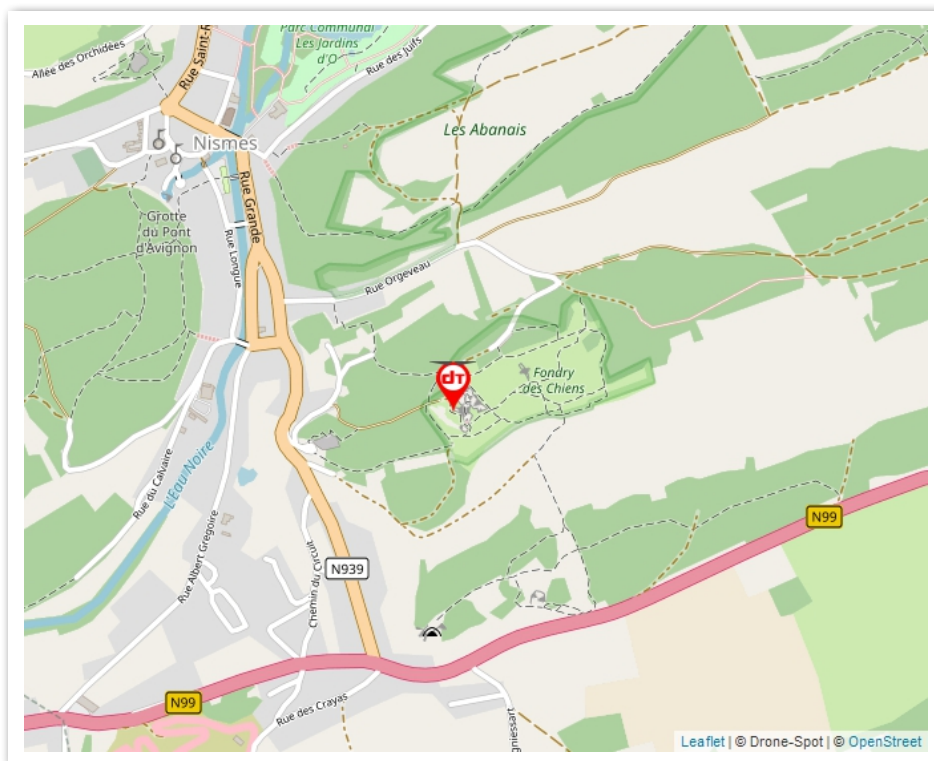 Parc Communal
Les Jardins
d'O
Allée des Orchidées
Rue Saint-R
Rue des Juifs
Les Abanais
Nismes
Rue Grande
Grotte
du Pont
d'Avignon
Rue Longue
Rue Orgeveau
dT
Fondry
des Chiens
L'Eau Noire
Rue du Calvaire
N99
Rue Albert Gregoire
Chemin du Circuit
N939
N99
Rue des Crayas
Leaflet | © Drone-Spot | © OpenStreet